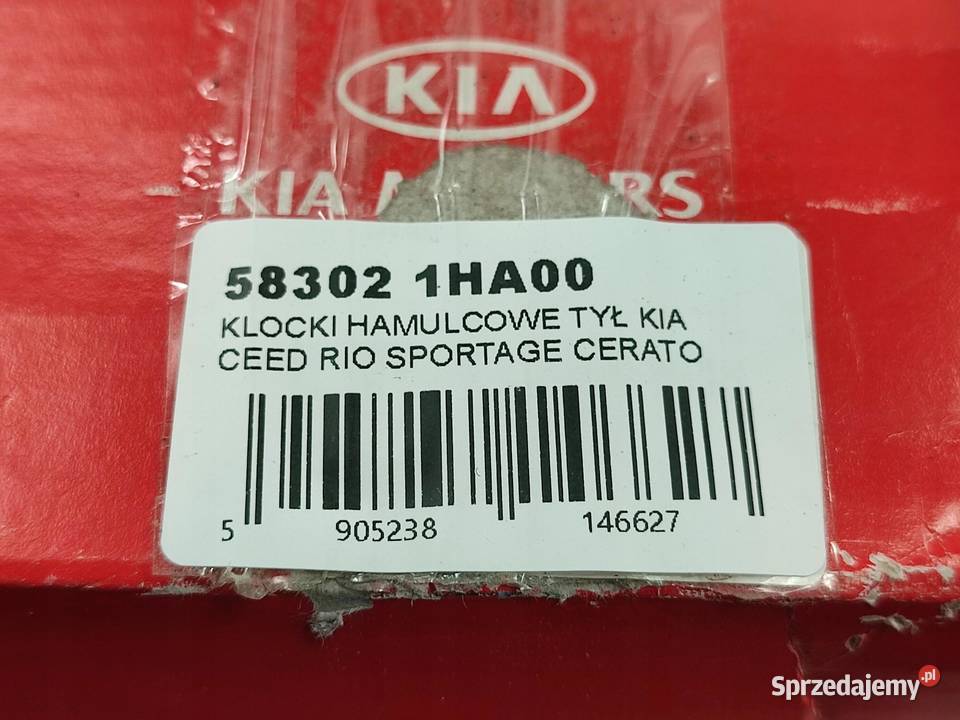 KIA
KIA M RS
58302 1HA00
KLOCKI HAMULCOWE TYŁ KIA
CEED RIO SPORTAGE CERATO
5 905238 146627
Sprzedajemy.pl